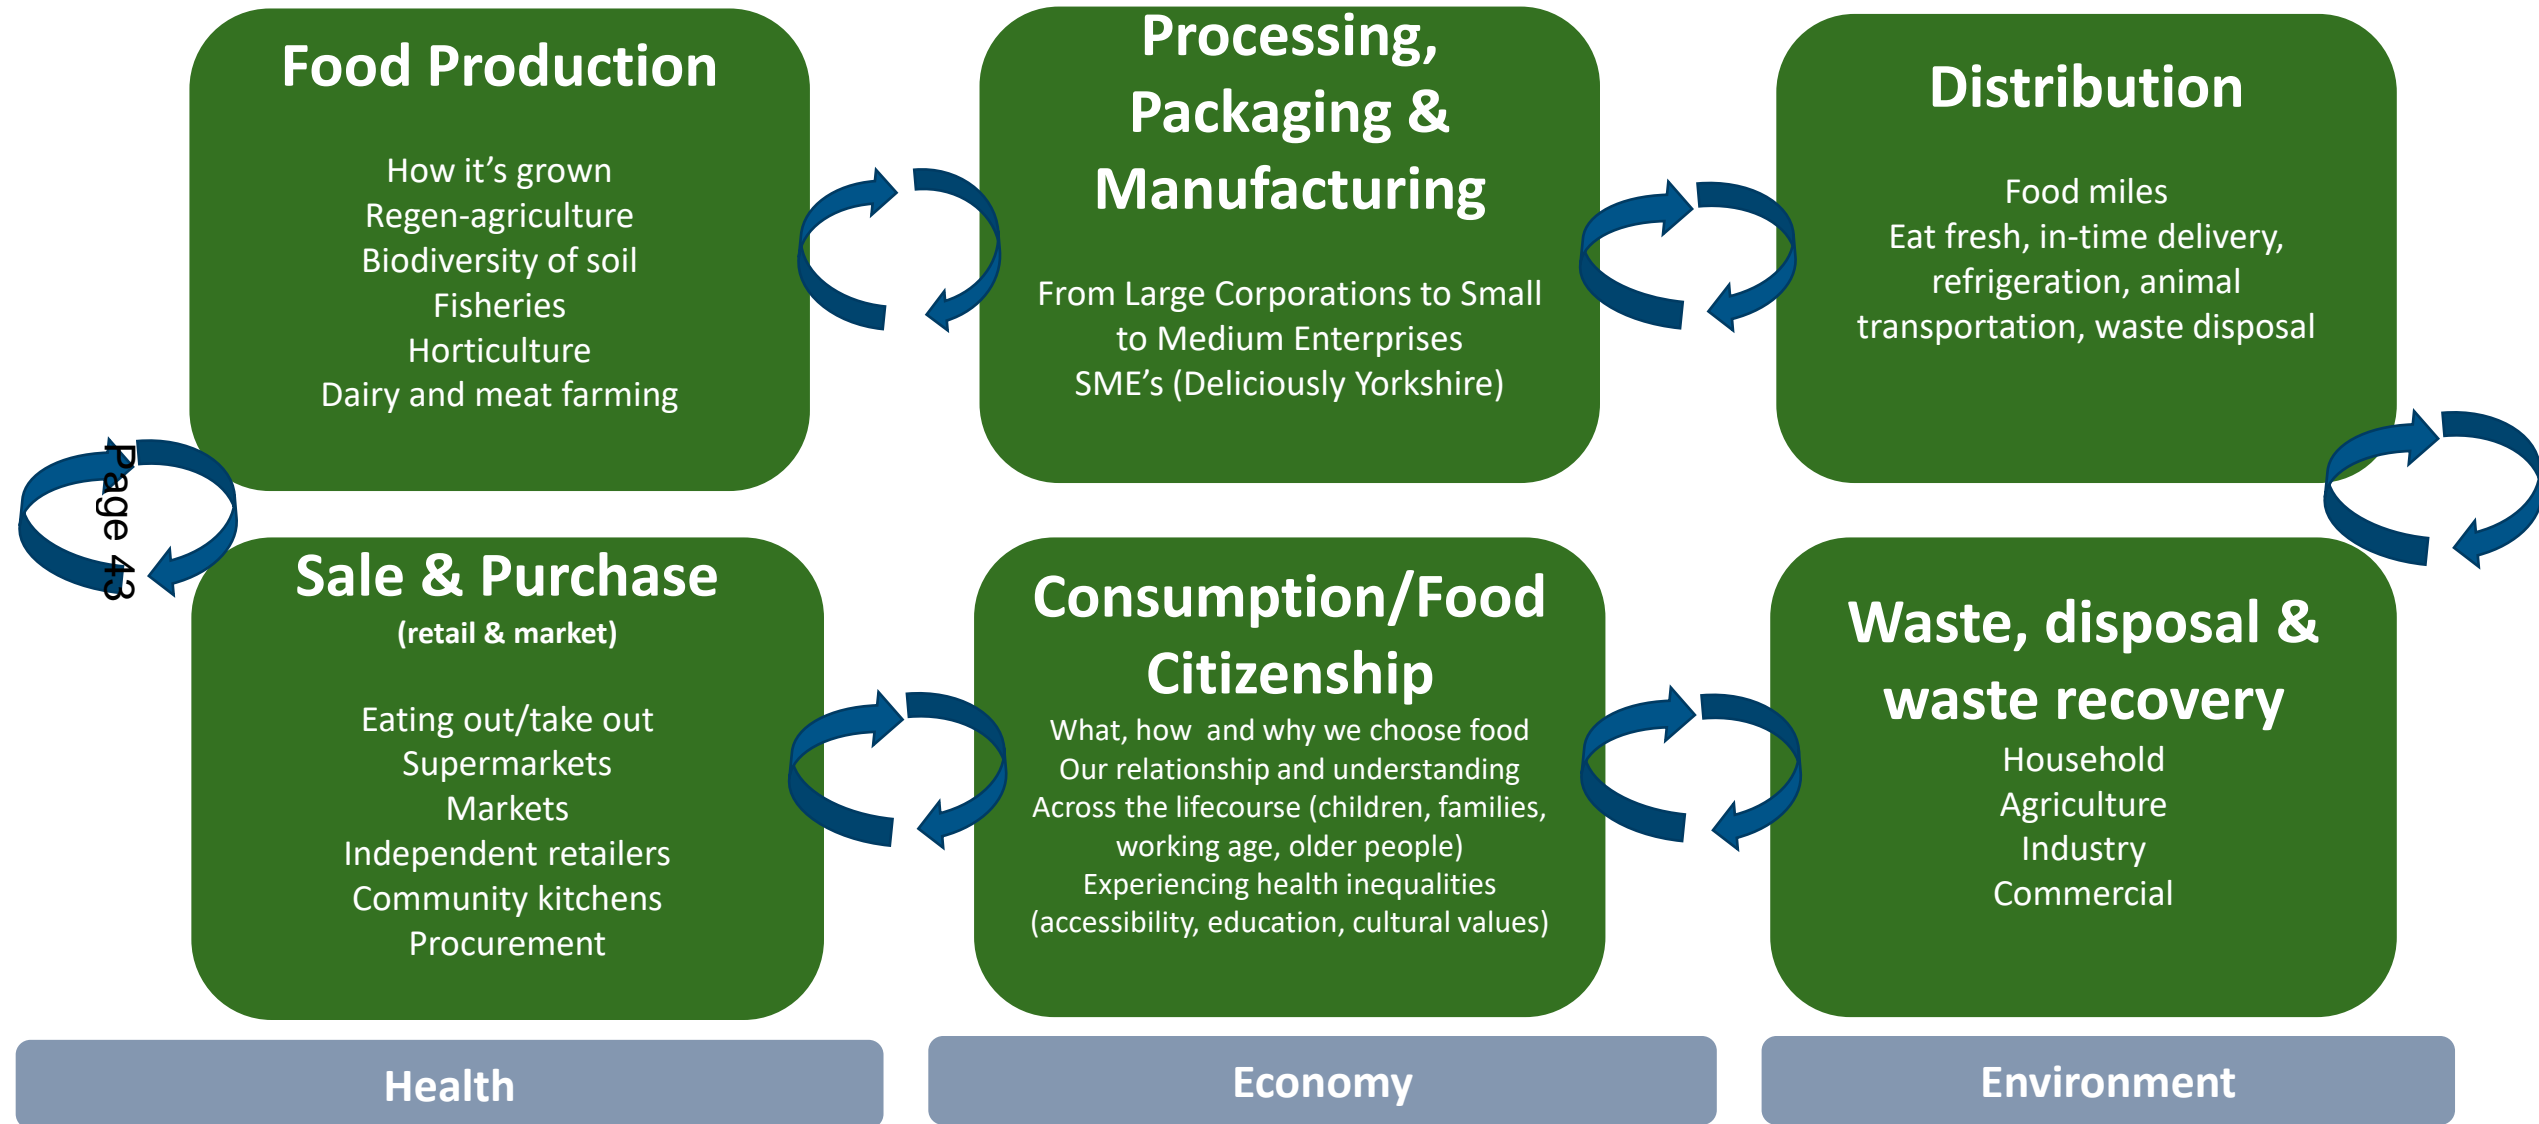 Food Production
How it's grown
Regen-agriculture
Biodiversity of soil
Fisheries
Horticulture
Dairy and meat farming
Processing,
Packaging &
Manufacturing
From Large Corporations to Small
to Medium Enterprises
SME's (Deliciously Yorkshire)
Distribution
Food miles
Eat fresh, in-time delivery,
refrigeration, animal
transportation, waste disposal
Page 43
Sale & Purchase
(retail & market)
Eating out/take out
Supermarkets
Markets
Independent retailers
Community kitchens
Procurement
Consumption/Food
Citizenship
What, how  and why we choose food
Our relationship and understanding
Across the lifecourse (children, families,
working age, older people)
Experiencing health inequalities
(accessibility, education, cultural values)
Waste, disposal &
waste recovery
Household
Agriculture
Industry
Commercial
Health
Economy
Environment